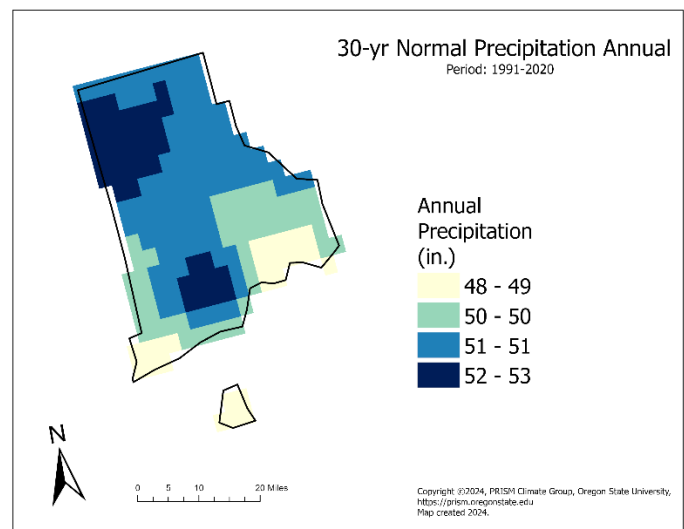 30-yr Normal Precipitation Annual
Period: 1991-2020
Annual
Precipitation
(in.)
48 - 49
50 - 50
51 - 51
52 - 53
N
0 5 10 20 Miles
Copyright ©2024, PRISM Climate Group, Oregon State University,
https://prism.oregonstate.edu
Map created 2024.